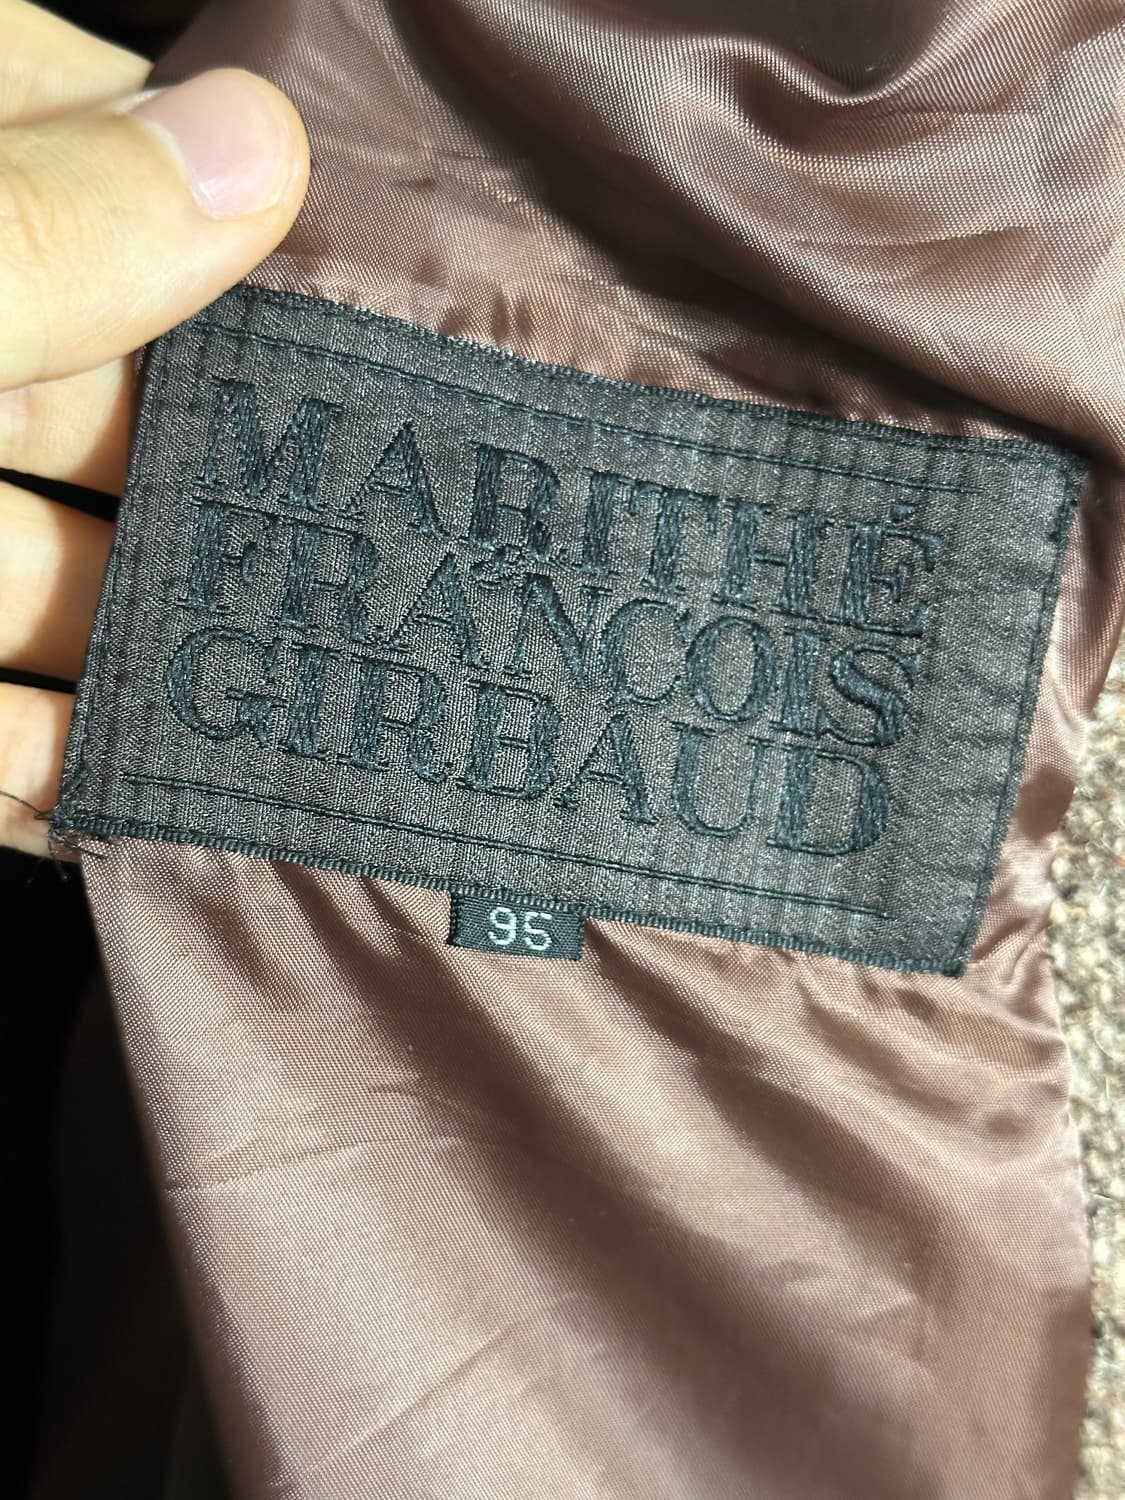 MARITHÉ
&
FRANÇOIS
GIRBAUD
95